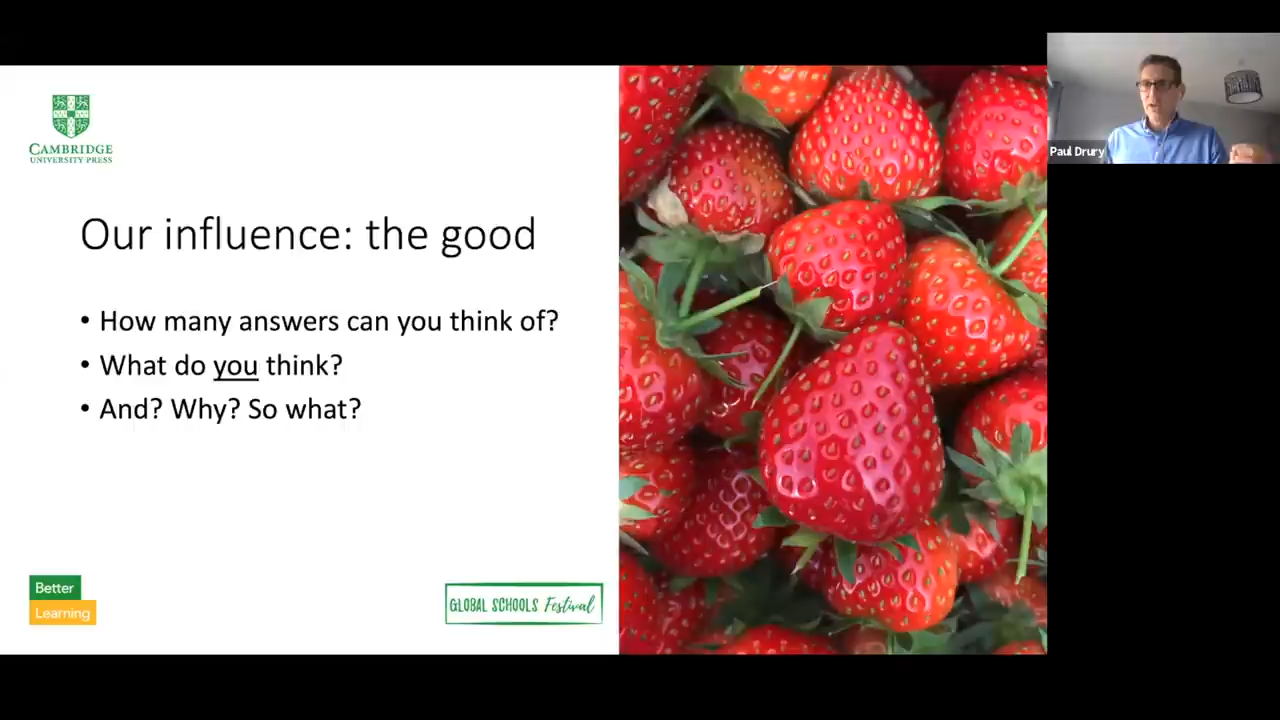 CAMBRIDGE
UNIVERSITY PRESS
Our influence: the good
• How many answers can you think of?
• What do you think?
• And? Why? So what?
Better
Learning
GLOBAL SCHOOLS Festival
Paul Drury